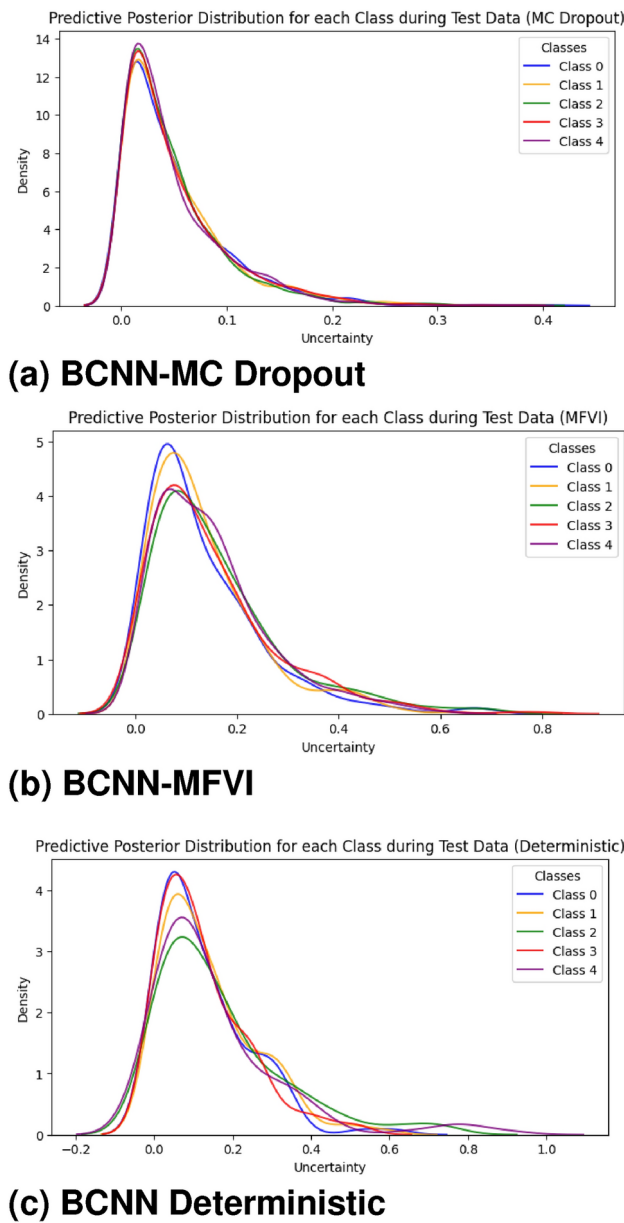 Predictive Posterior Distribution for each Class during Test Data (MC Dropout)
14
12
10
8
6
4
2
0
Density
Classes
Class 0
Class 1
Class 2
Class 3
Class 4
0.0 0.1 0.2 0.3 0.4
Uncertainty
(a) BCNN-MC Dropout
Predictive Posterior Distribution for each Class during Test Data (MFVI)
5
4
3
2
1
0
Density
Classes
Class 0
Class 1
Class 2
Class 3
Class 4
0.0 0.2 0.4 0.6 0.8
Uncertainty
(b) BCNN-MFVI
Predictive Posterior Distribution for each Class during Test Data (Deterministic)
4
3
2
1
0
Density
Classes
Class 0
Class 1
Class 2
Class 3
Class 4
−0.2 0.0 0.2 0.4 0.6 0.8 1.0
Uncertainty
(c) BCNN Deterministic